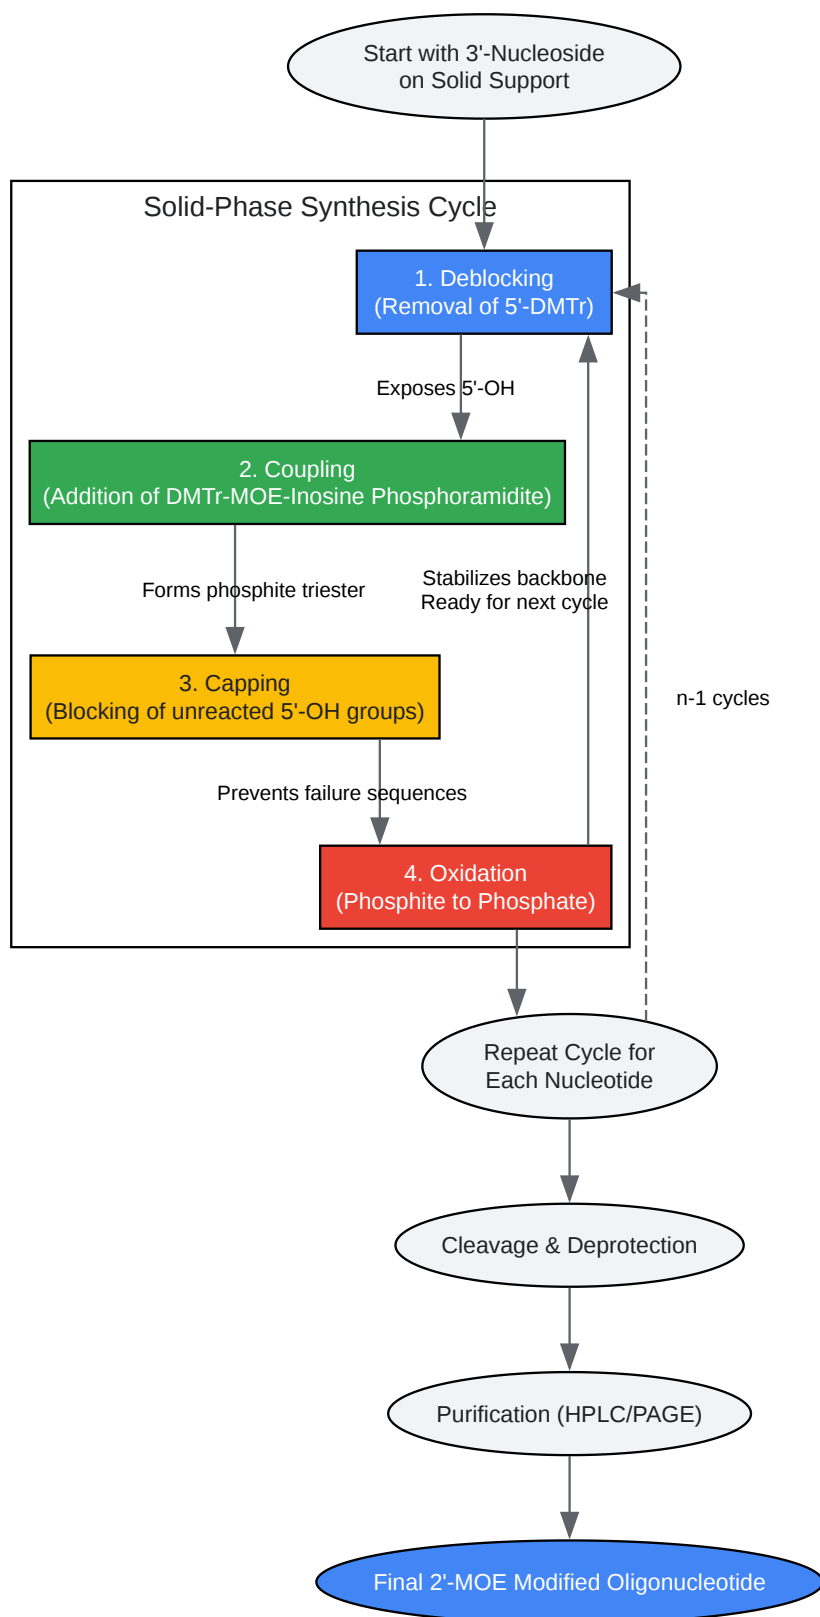 Start with 3'-Nucleoside
on Solid Support
Solid-Phase Synthesis Cycle
1. Deblocking
(Removal of 5'-DMTr)
Exposes 5'-OH
2. Coupling
(Addition of DMTr-MOE-Inosine Phosphoramidite)
Forms phosphite triester
Stabilizes backbone
Ready for next cycle
3. Capping
(Blocking of unreacted 5'-OH groups)
n-1 cycles
Prevents failure sequences
4. Oxidation
(Phosphite to Phosphate)
Repeat Cycle for
Each Nucleotide
Cleavage & Deprotection
Purification (HPLC/PAGE)
Final 2'-MOE Modified Oligonucleotide